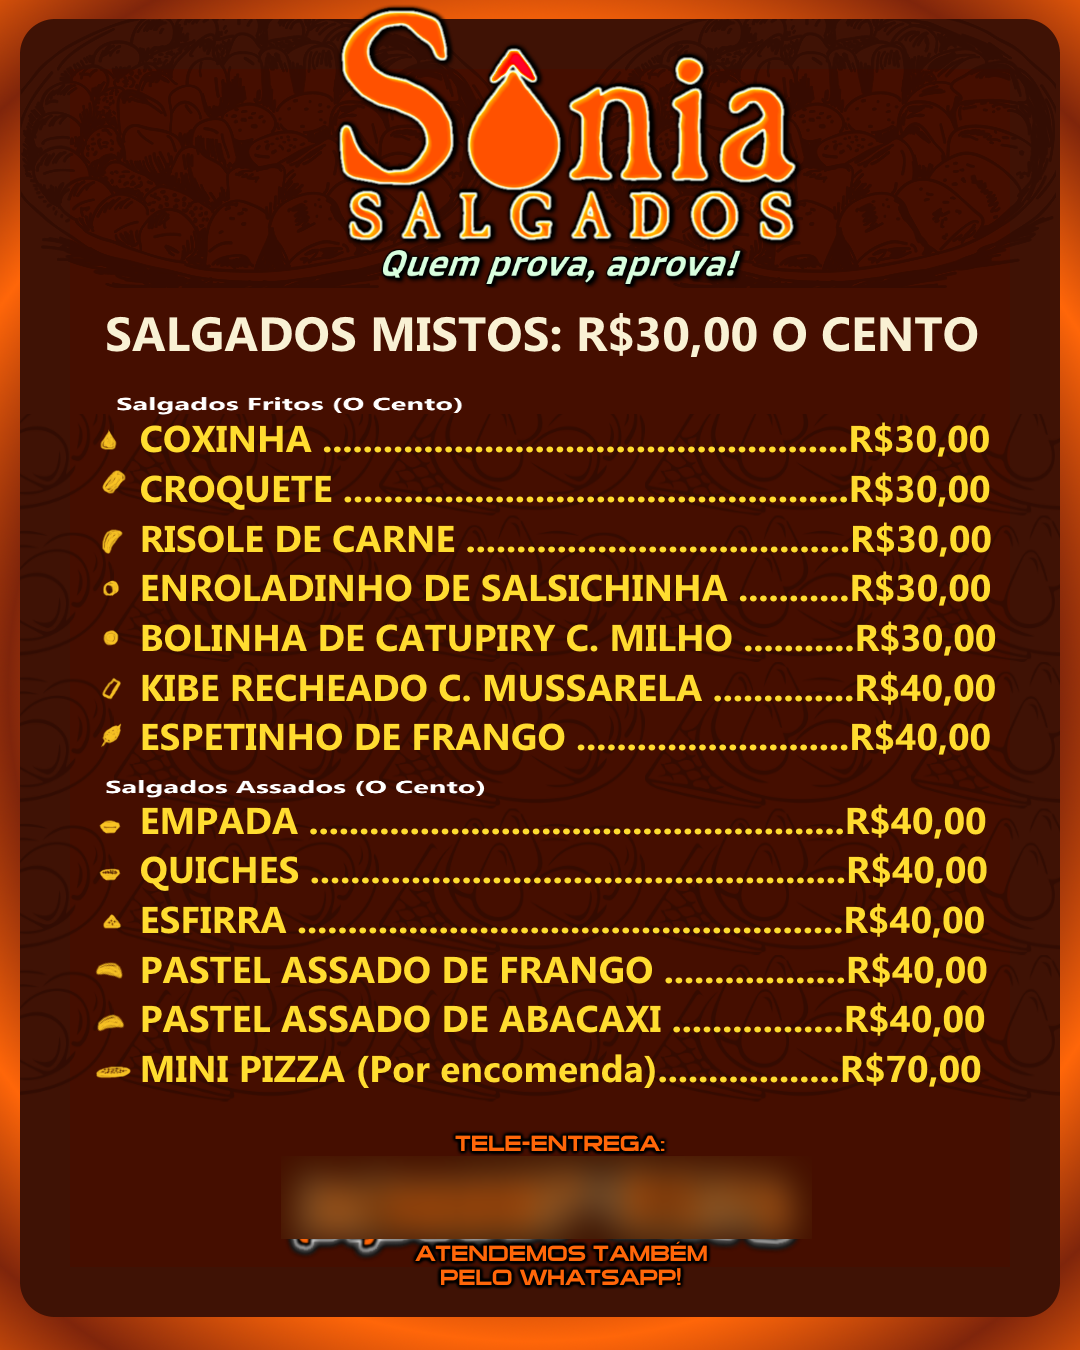 Sônia
SALGADOS
Quem prova, aprova!
SALGADOS MISTOS: R$30,00 O CENTO
Salgados Fritos (O Cento)
COXINHA ....................................................R$30,00
CROQUETE ..................................................R$30,00
RISOLE DE CARNE ......................................R$30,00
ENROLADINHO DE SALSICHINHA ...........R$30,00
BOLINHA DE CATUPIRY C. MILHO ...........R$30,00
KIBE RECHEADO C. MUSSARELA ..............R$40,00
ESPETINHO DE FRANGO ...........................R$40,00
Salgados Assados (O Cento)
EMPADA .....................................................R$40,00
QUICHES .....................................................R$40,00
ESFIRRA ......................................................R$40,00
PASTEL ASSADO DE FRANGO ..................R$40,00
PASTEL ASSADO DE ABACAXI .................R$40,00
MINI PIZZA (Por encomenda)..................R$70,00
TELE-ENTREGA:
ATENDEMOS TAMBÉM
PELO WHATSAPP!